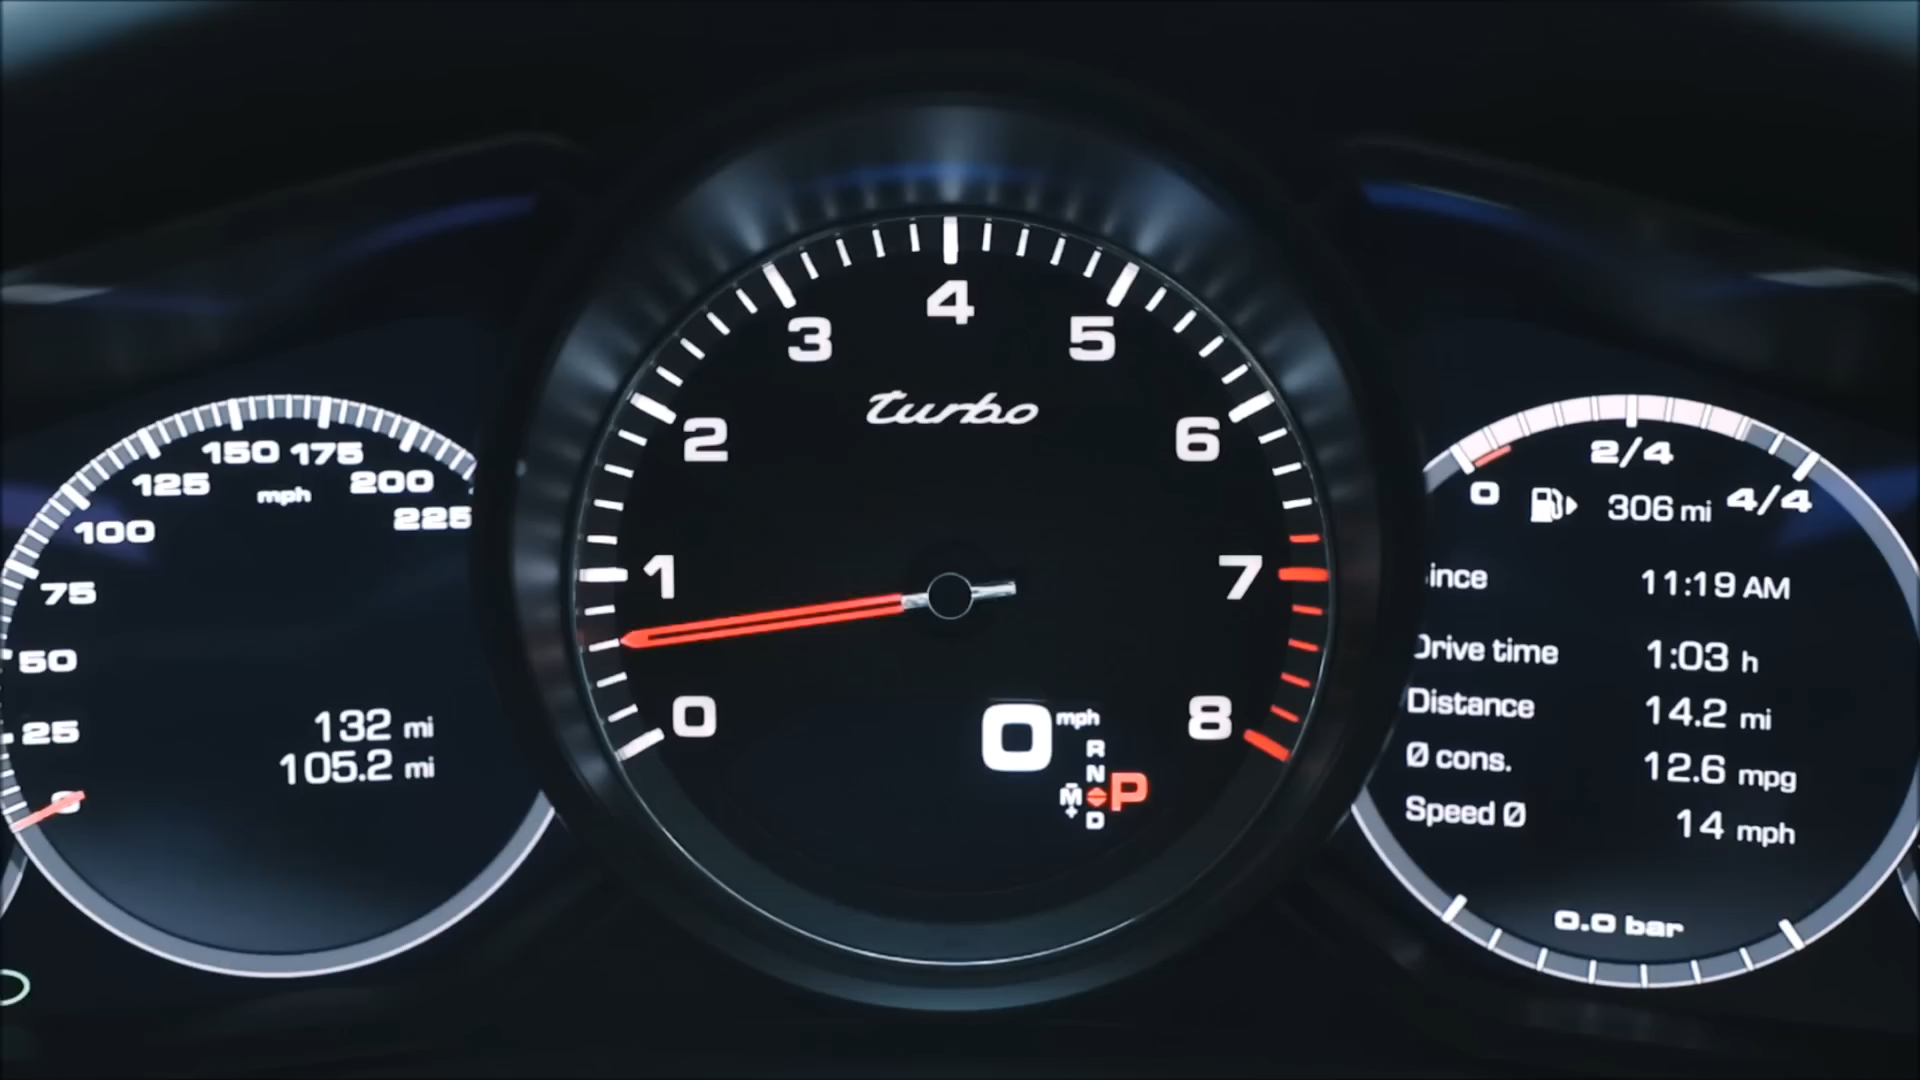 150 175
125 mph 200
100 225
75
50
25
0
132 mi
105.2 mi
4
3 5
turbo
2 6
1 7
0 8
0 mph
R
N
M P
+ D
2/4
0 306 mi 4/4
ince 11:19 AM
Drive time 1:03 h
Distance 14.2 mi
Ø cons. 12.6 mpg
Speed Ø 14 mph
0.0 bar